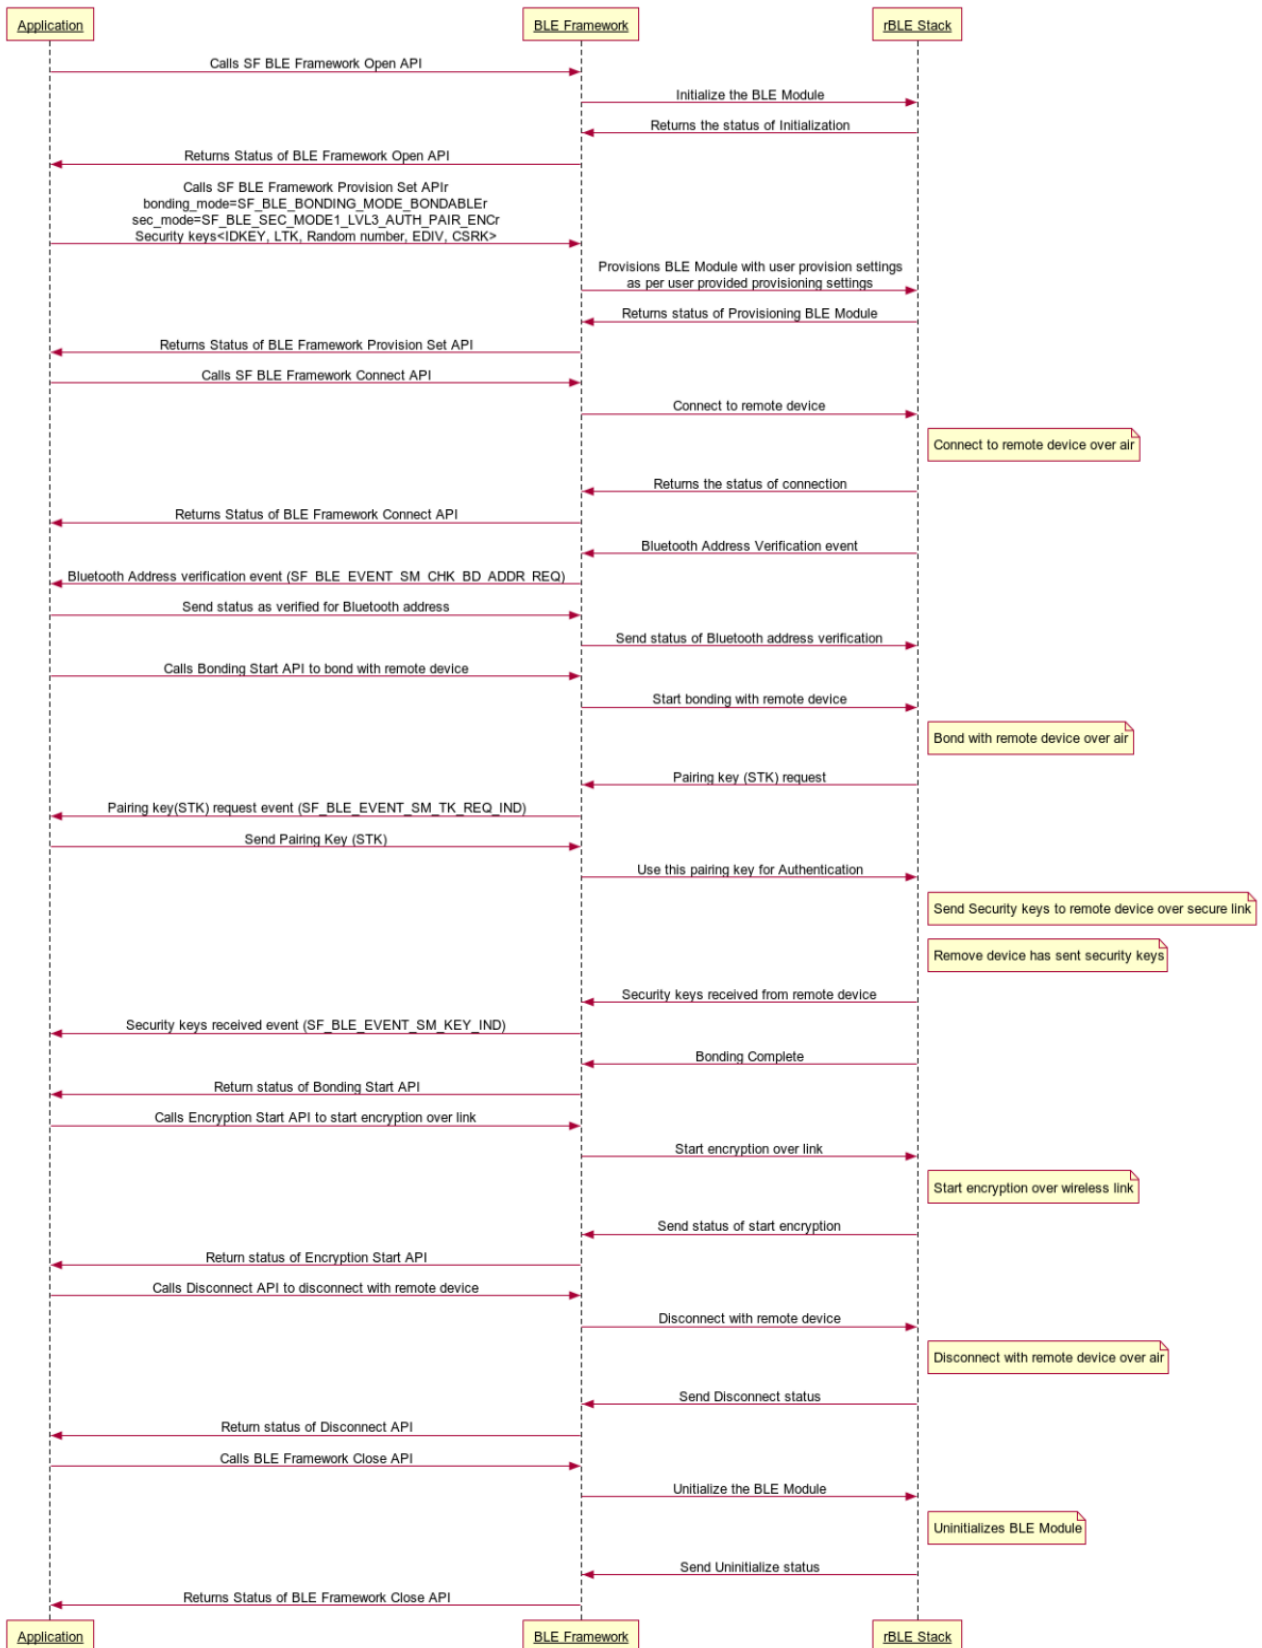 Application
BLE Framework
rBLE Stack
Calls SF BLE Framework Open API
Initialize the BLE Module
Returns the status of Initialization
Returns Status of BLE Framework Open API
Calls SF BLE Framework Provision Set APIr
bonding_mode=SF_BLE_BONDING_MODE_BONDABLEr
sec_mode=SF_BLE_SEC_MODE1_LVL3_AUTH_PAIR_ENCr
Security keys<IDKEY, LTK, Random number, EDIV, CSRK>
Provisions BLE Module with user provision settings
as per user provided provisioning settings
Returns status of Provisioning BLE Module
Returns Status of BLE Framework Provision Set API
Calls SF BLE Framework Connect API
Connect to remote device
Connect to remote device over air
Returns the status of connection
Returns Status of BLE Framework Connect API
Bluetooth Address Verification event
Bluetooth Address verification event (SF_BLE_EVENT_SM_CHK_BD_ADDR_REQ)
Send status as verified for Bluetooth address
Send status of Bluetooth address verification
Calls Bonding Start API to bond with remote device
Start bonding with remote device
Bond with remote device over air
Pairing key (STK) request
Pairing key(STK) request event (SF_BLE_EVENT_SM_TK_REQ_IND)
Send Pairing Key (STK)
Use this pairing key for Authentication
Send Security keys to remote device over secure link
Remove device has sent security keys
Security keys received from remote device
Security keys received event (SF_BLE_EVENT_SM_KEY_IND)
Bonding Complete
Return status of Bonding Start API
Calls Encryption Start API to start encryption over link
Start encryption over link
Start encryption over wireless link
Send status of start encryption
Return status of Encryption Start API
Calls Disconnect API to disconnect with remote device
Disconnect with remote device
Disconnect with remote device over air
Send Disconnect status
Return status of Disconnect API
Calls BLE Framework Close API
Unitialize the BLE Module
Uninitializes BLE Module
Send Uninitialize status
Returns Status of BLE Framework Close API
Application
BLE Framework
rBLE Stack